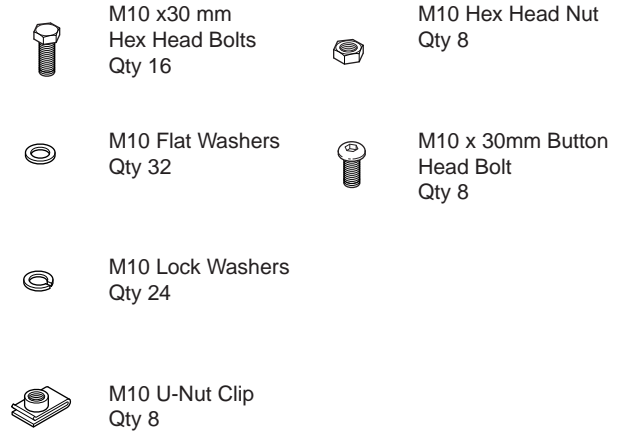 M10 x30 mm
Hex Head Bolts
Qty 16
M10 Hex Head Nut
Qty 8
M10 Flat Washers
Qty 32
M10 x 30mm Button
Head Bolt
Qty 8
M10 Lock Washers
Qty 24
M10 U-Nut Clip
Qty 8